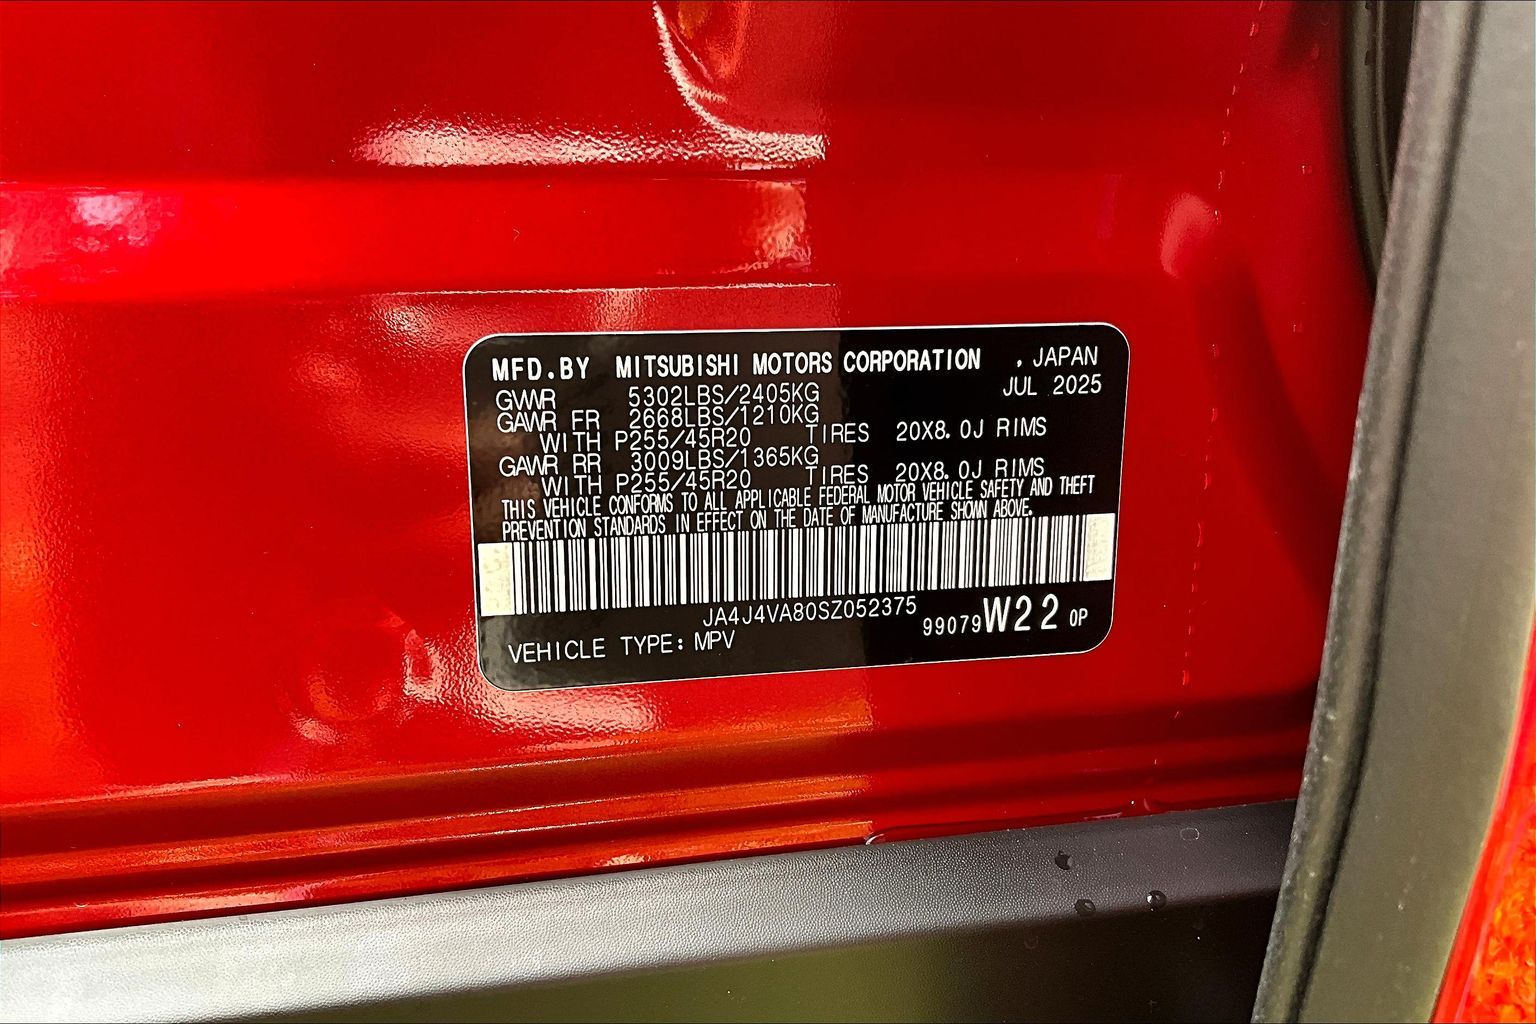 MFD.BY MITSUBISHI MOTORS CORPORATION , JAPAN
JUL 2025
GVWR 5302LBS/2405KG
GAWR FR 2668LBS/1210KG
WITH P255/45R20 TIRES 20X8.0J RIMS
GAWR RR 3009LBS/1365KG
WITH P255/45R20 TIRES 20X8.0J RIMS
THIS VEHICLE CONFORMS TO ALL APPLICABLE FEDERAL MOTOR VEHICLE SAFETY AND THEFT
PREVENTION STANDARDS IN EFFECT ON THE DATE OF MANUFACTURE SHOWN ABOVE.
JA4J4VA80SZ052375
99079W22 0P
VEHICLE TYPE: MPV